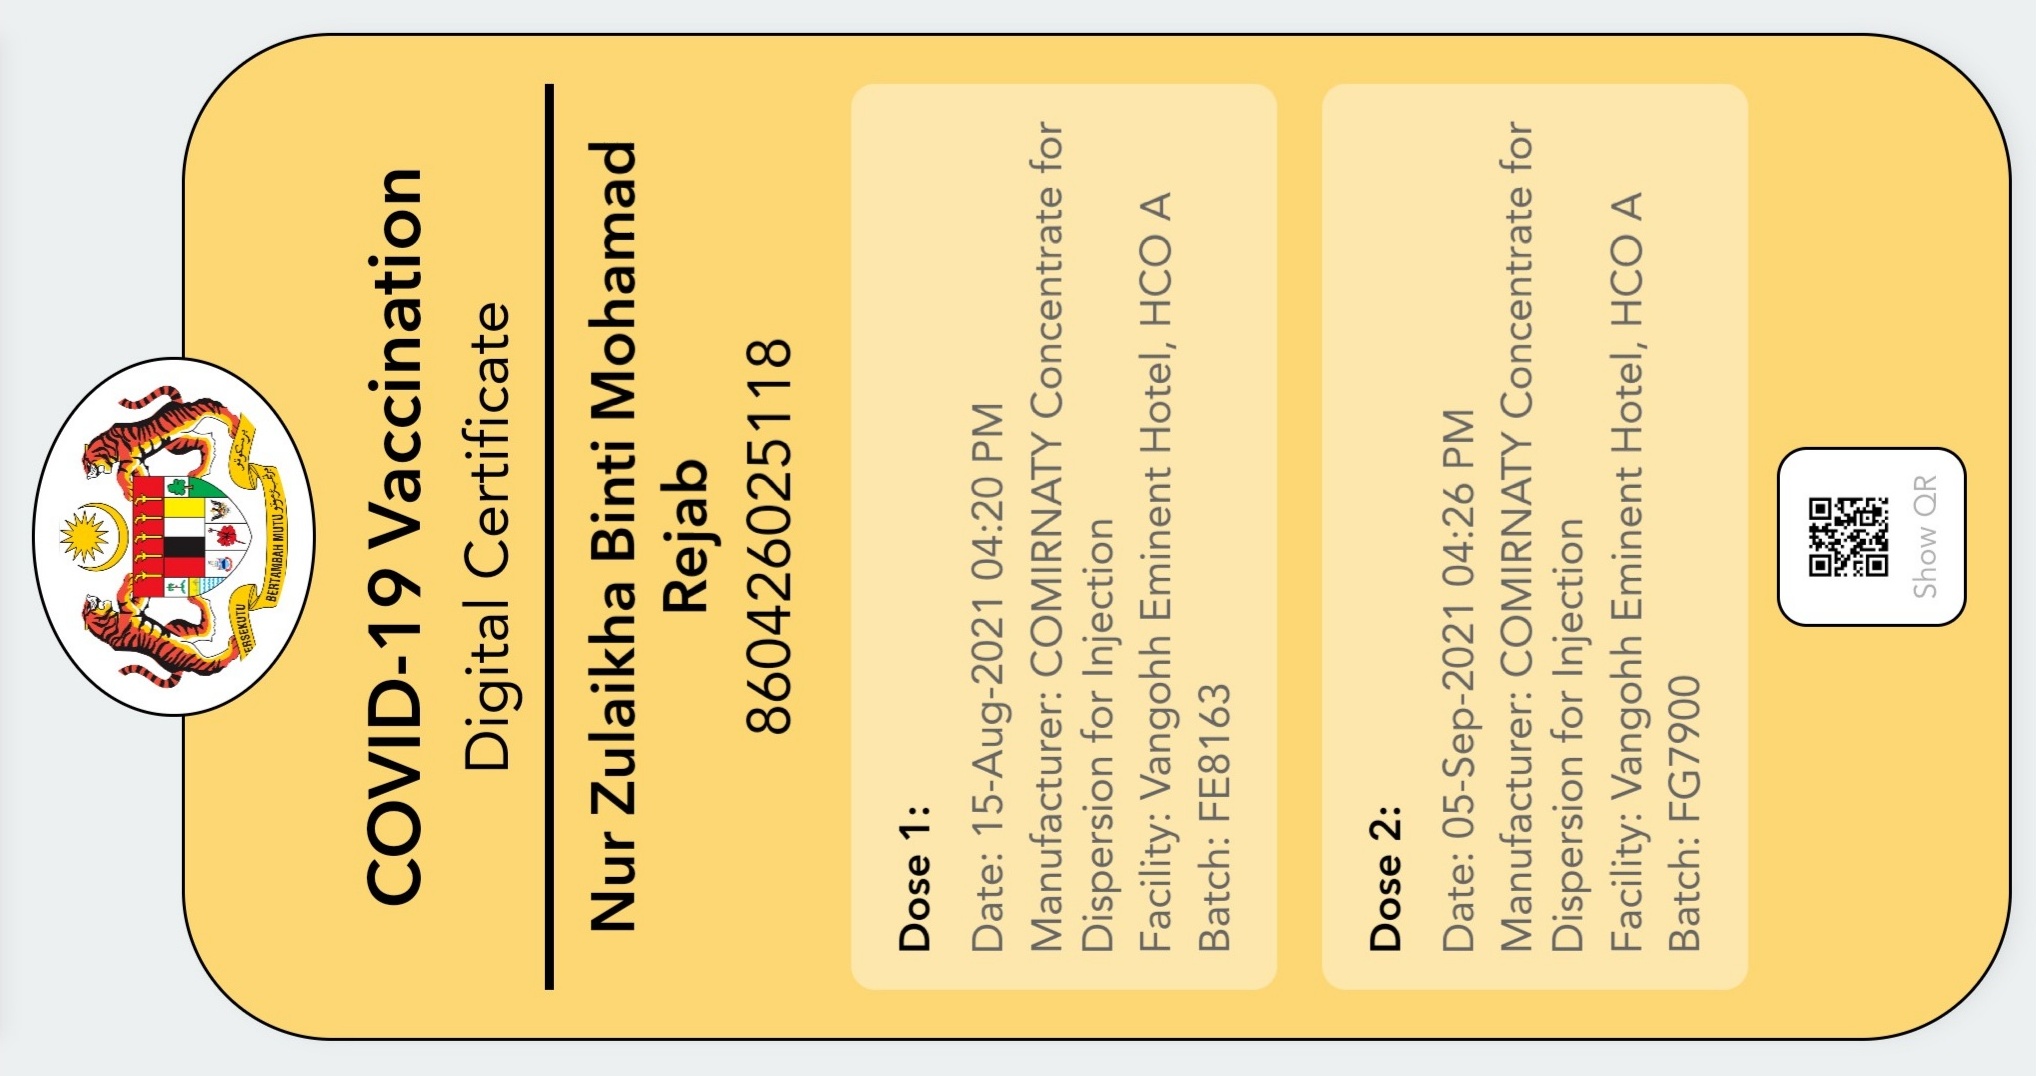 COVID-19 Vaccination
Digital Certificate
Nur Zulaikha Binti Mohamad
Rejab
860426025118
Dose 1:
Date: 15-Aug-2021 04:20 PM
Manufacturer: COMIRNATY Concentrate for
Dispersion for Injection
Facility: Vangohh Eminent Hotel, HCO A
Batch: FE8163
Dose 2:
Date: 05-Sep-2021 04:26 PM
Manufacturer: COMIRNATY Concentrate for
Dispersion for Injection
Facility: Vangohh Eminent Hotel, HCO A
Batch: FG7900
Show QR
BERTAMBAH MUTU